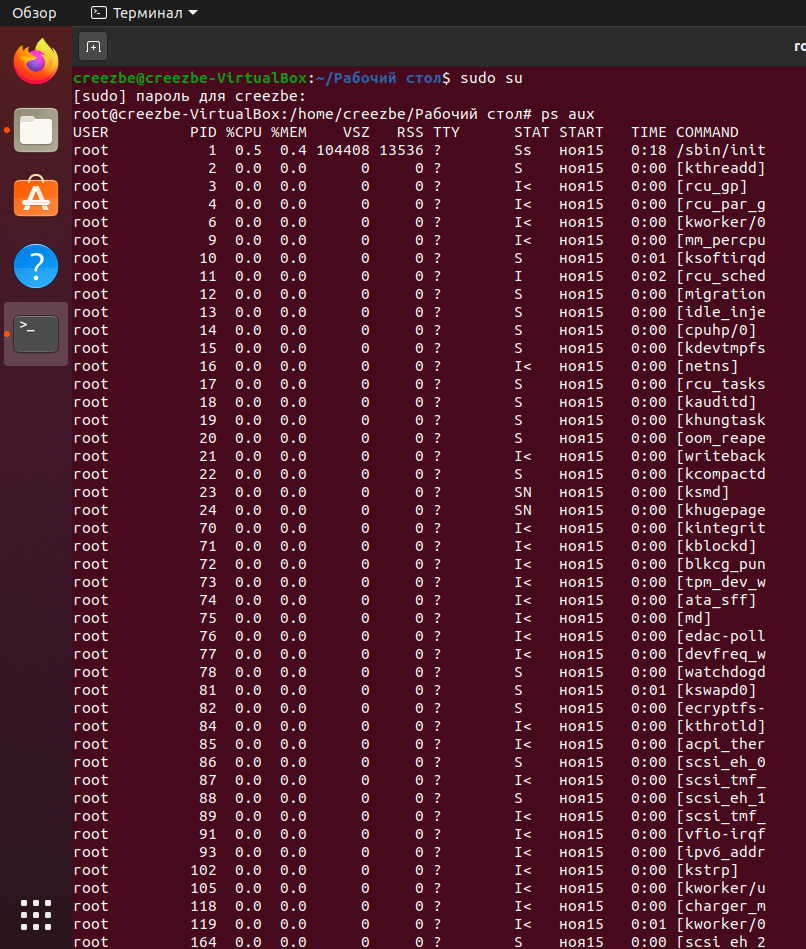 Обзор
Терминал
creezbe@creezbe-VirtualBox:~/Рабочий стол$ sudo su
[sudo] пароль для creezbe:
root@creezbe-VirtualBox:/home/creezbe/Рабочий стол# ps aux
USER PID %CPU %MEM VSZ RSS TTY STAT START TIME COMMAND
root 1 0.5 0.4 104408 13536 ? Ss ноя15 0:18 /sbin/init
root 2 0.0 0.0 0 0 ? S ноя15 0:00 [kthreadd]
root 3 0.0 0.0 0 0 ? I< ноя15 0:00 [rcu_gp]
root 4 0.0 0.0 0 0 ? I< ноя15 0:00 [rcu_par_g
root 6 0.0 0.0 0 0 ? I< ноя15 0:00 [kworker/0
root 9 0.0 0.0 0 0 ? I< ноя15 0:00 [mm_percpu
root 10 0.0 0.0 0 0 ? S ноя15 0:01 [ksoftirqd
root 11 0.0 0.0 0 0 ? I ноя15 0:02 [rcu_sched
root 12 0.0 0.0 0 0 ? S ноя15 0:00 [migration
root 13 0.0 0.0 0 0 ? S ноя15 0:00 [idle_inje
root 14 0.0 0.0 0 0 ? S ноя15 0:00 [cpuhp/0]
root 15 0.0 0.0 0 0 ? S ноя15 0:00 [kdevtmpfs
root 16 0.0 0.0 0 0 ? I< ноя15 0:00 [netns]
root 17 0.0 0.0 0 0 ? S ноя15 0:00 [rcu_tasks
root 18 0.0 0.0 0 0 ? S ноя15 0:00 [kauditd]
root 19 0.0 0.0 0 0 ? S ноя15 0:00 [khungtask
root 20 0.0 0.0 0 0 ? S ноя15 0:00 [oom_reape
root 21 0.0 0.0 0 0 ? I< ноя15 0:00 [writeback
root 22 0.0 0.0 0 0 ? S ноя15 0:00 [kcompactd
root 23 0.0 0.0 0 0 ? SN ноя15 0:00 [ksmd]
root 24 0.0 0.0 0 0 ? SN ноя15 0:00 [khugepage
root 70 0.0 0.0 0 0 ? I< ноя15 0:00 [kintegrit
root 71 0.0 0.0 0 0 ? I< ноя15 0:00 [kblockd]
root 72 0.0 0.0 0 0 ? I< ноя15 0:00 [blkcg_pun
root 73 0.0 0.0 0 0 ? I< ноя15 0:00 [tpm_dev_w
root 74 0.0 0.0 0 0 ? I< ноя15 0:00 [ata_sff]
root 75 0.0 0.0 0 0 ? I< ноя15 0:00 [md]
root 76 0.0 0.0 0 0 ? I< ноя15 0:00 [edac-poll
root 77 0.0 0.0 0 0 ? I< ноя15 0:00 [devfreq_w
root 78 0.0 0.0 0 0 ? S ноя15 0:00 [watchdogd
root 81 0.0 0.0 0 0 ? S ноя15 0:01 [kswapd0]
root 82 0.0 0.0 0 0 ? S ноя15 0:00 [ecryptfs-
root 84 0.0 0.0 0 0 ? I< ноя15 0:00 [kthrotld]
root 85 0.0 0.0 0 0 ? I< ноя15 0:00 [acpi_ther
root 86 0.0 0.0 0 0 ? S ноя15 0:00 [scsi_eh_0
root 87 0.0 0.0 0 0 ? I< ноя15 0:00 [scsi_tmf_
root 88 0.0 0.0 0 0 ? S ноя15 0:00 [scsi_eh_1
root 89 0.0 0.0 0 0 ? I< ноя15 0:00 [scsi_tmf_
root 91 0.0 0.0 0 0 ? I< ноя15 0:00 [vfio-irqf
root 93 0.0 0.0 0 0 ? I< ноя15 0:00 [ipv6_addr
root 102 0.0 0.0 0 0 ? I< ноя15 0:00 [kstrp]
root 105 0.0 0.0 0 0 ? I< ноя15 0:00 [kworker/u
root 118 0.0 0.0 0 0 ? I< ноя15 0:00 [charger_m
root 119 0.0 0.0 0 0 ? I< ноя15 0:01 [kworker/0
root 164 0.0 0.0 0 0 ? S ноя15 0:00 [scsi_eh_2